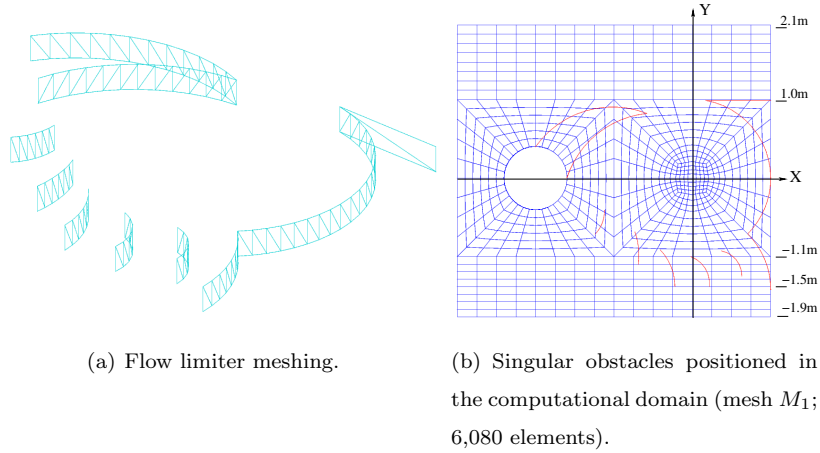 Y
2.1m
1.0m
X
−1.1m
−1.5m
−1.9m
(a) Flow limiter meshing.
(b) Singular obstacles positioned in
the computational domain (mesh M1;
6,080 elements).